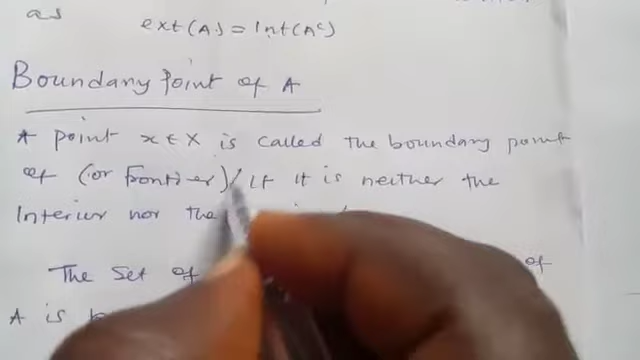 as
ext(A) = Int(Aᶜ)
Boundary Point of A
A point x ∈ X is called the boundary point
of (or frontier) if it is neither the
Interior nor the
The Set of of
A is